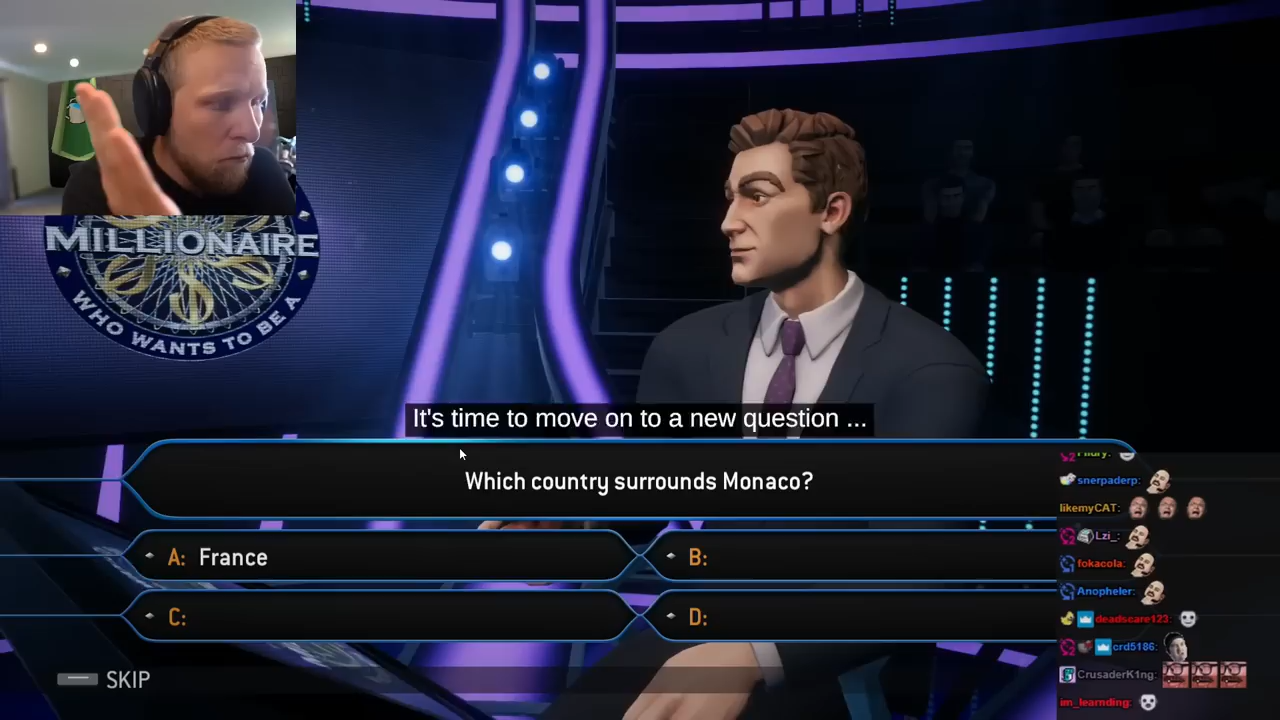 MILLIONAIRE
WHO WANTS TO BE A
It's time to move on to a new question ...
Which country surrounds Monaco?
A: France
B:
C:
D:
SKIP
snerpaderp:
likemyCAT:
Lzi_:
fokacola:
Anopheler:
deadscare123:
crd5186:
CrusaderK1ng:
im_learnding: